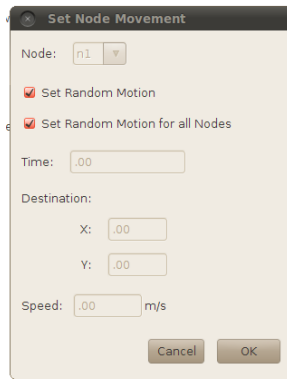 Set Node Movement
Node: n1
Set Random Motion
Set Random Motion for all Nodes
Time: .00
Destination:
X: .00
Y: .00
Speed: .00 m/s
Cancel OK